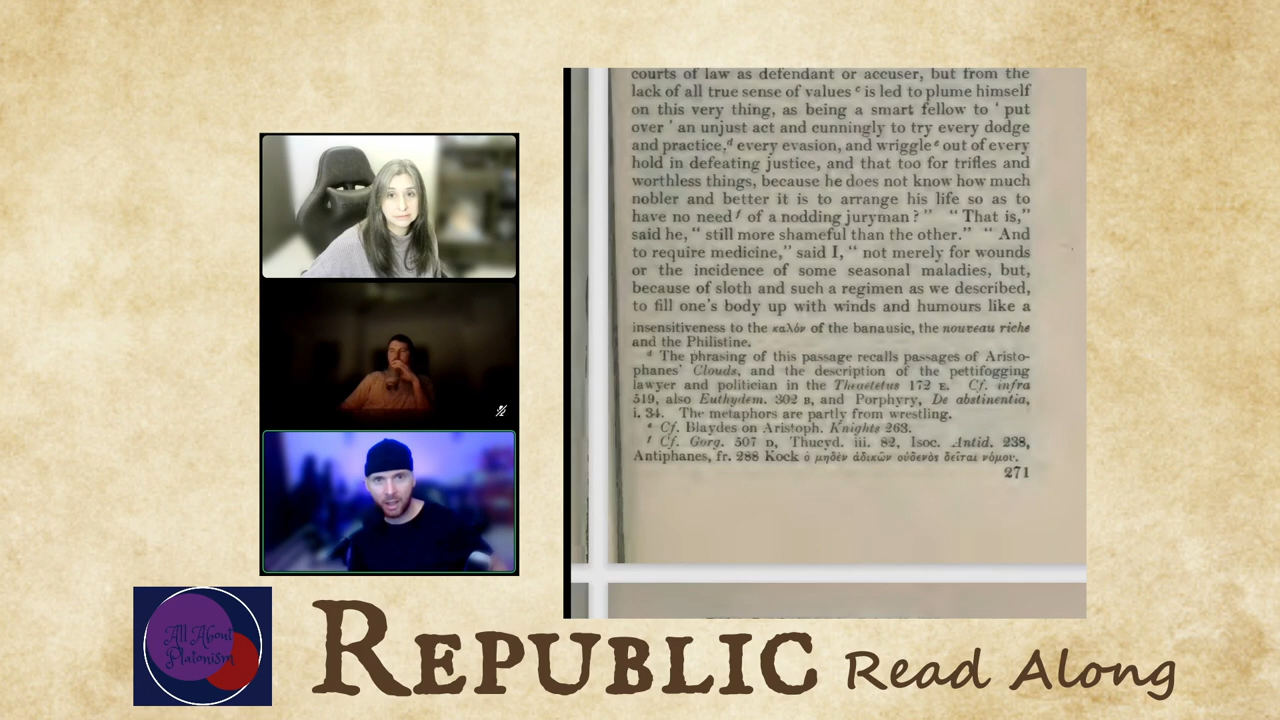 courts of law as defendant or accuser, but from the
lack of all true sense of values ᶜ is led to plume himself
on this very thing, as being a smart fellow to ‘ put
over ’ an unjust act and cunningly to try every dodge
and practice,ᵈ every evasion, and wriggle ᵉ out of every
hold in defeating justice, and that too for trifles and
worthless things, because he does not know how much
nobler and better it is to arrange his life so as to
have no need ᶠ of a nodding juryman ? ” “ That is,”
said he, “ still more shameful than the other.” “ And
to require medicine,” said I, “ not merely for wounds
or the incidence of some seasonal maladies, but,
because of sloth and such a regimen as we described,
to fill one’s body up with winds and humours like a
insensitiveness to the καλόν of the banausic, the nouveau riche
and the Philistine.
ᵈ The phrasing of this passage recalls passages of Aristo-
phanes’ Clouds, and the description of the pettifogging
lawyer and politician in the Theaetetus 172 E. Cf. infra
519, also Euthydem. 302 B, and Porphyry, De abstinentia,
i. 34. The metaphors are partly from wrestling.
ᵉ Cf. Blaydes on Aristoph. Knights 263.
ᶠ Cf. Gorg. 507 D, Thucyd. iii. 82, Isoc. Antid. 238,
Antiphanes, fr. 288 Kock ὁ μηδὲν ἀδικῶν οὐδενὸς δεῖται νόμου.
271
All About
Platonism
REPUBLIC Read Along